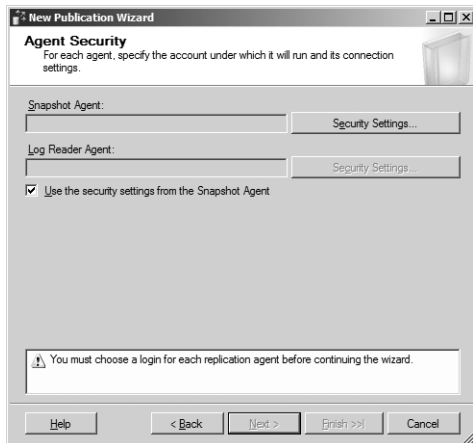 New Publication Wizard
Agent Security
For each agent, specify the account under which it will run and its connection
settings.
Snapshot Agent:
Security Settings...
Log Reader Agent:
Security Settings...
Use the security settings from the Snapshot Agent
You must choose a login for each replication agent before continuing the wizard.
Help
< Back
Next >
Finish >>|
Cancel